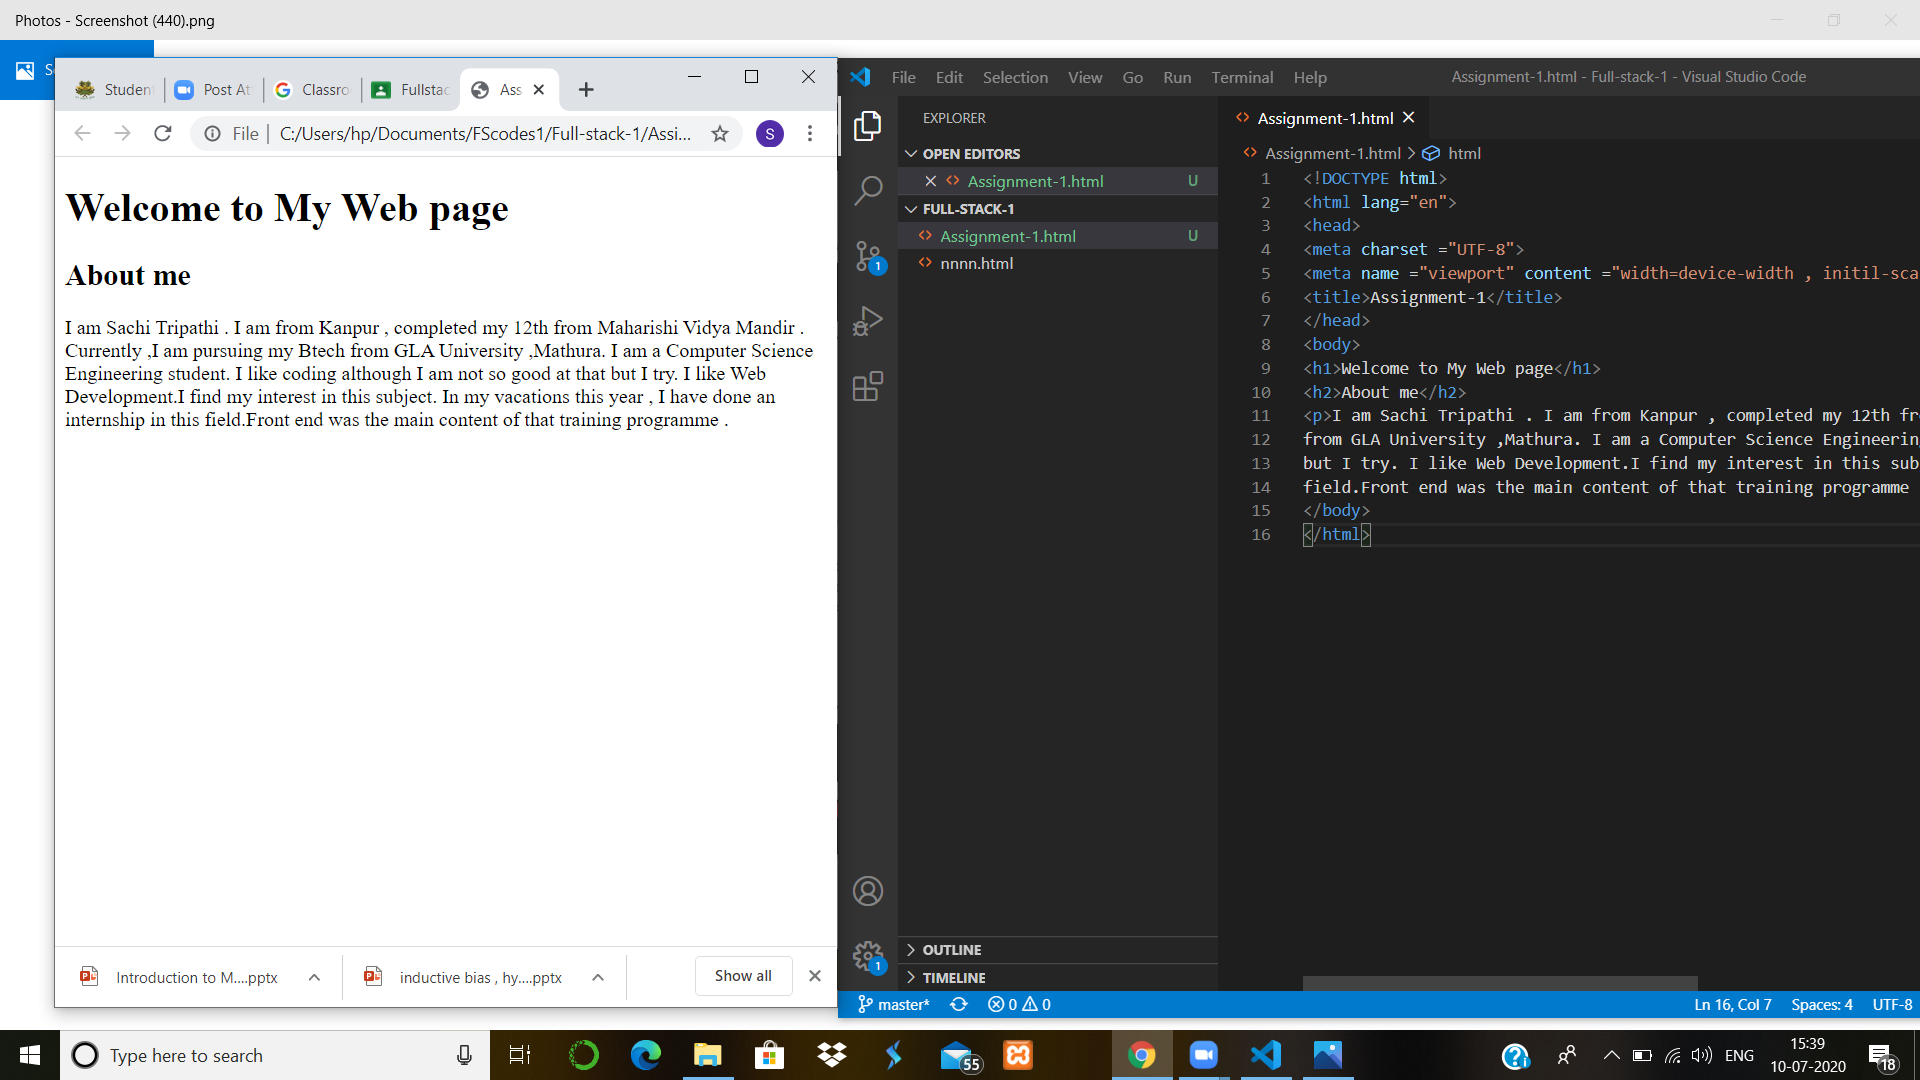 Photos - Screenshot (440).png
Studen
Post At
Classro
Fullstac
Ass
File
C:/Users/hp/Documents/FScodes1/Full-stack-1/Assi...
S
Welcome to My Web page
About me
I am Sachi Tripathi . I am from Kanpur , completed my 12th from Maharishi Vidya Mandir .
Currently ,I am pursuing my Btech from GLA University ,Mathura. I am a Computer Science
Engineering student. I like coding although I am not so good at that but I try. I like Web
Development.I find my interest in this subject. In my vacations this year , I have done an
internship in this field.Front end was the main content of that training programme .
Introduction to M....pptx
inductive bias , hy....pptx
Show all
File Edit Selection View Go Run Terminal Help
Assignment-1.html - Full-stack-1 - Visual Studio Code
EXPLORER
OPEN EDITORS
Assignment-1.html U
FULL-STACK-1
Assignment-1.html U
nnnn.html
1
1
OUTLINE
TIMELINE
Assignment-1.html
Assignment-1.html > html
1 <!DOCTYPE html>
2 <html lang="en">
3 <head>
4 <meta charset ="UTF-8">
5 <meta name ="viewport" content ="width=device-width , initil-sca
6 <title>Assignment-1</title>
7 </head>
8 <body>
9 <h1>Welcome to My Web page</h1>
10 <h2>About me</h2>
11 <p>I am Sachi Tripathi . I am from Kanpur , completed my 12th fr
12 from GLA University ,Mathura. I am a Computer Science Engineerin
13 but I try. I like Web Development.I find my interest in this sub
14 field.Front end was the main content of that training programme
15 </body>
16 </html>
master* 0 0
Ln 16, Col 7 Spaces: 4 UTF-8
Type here to search
55
ENG
15:39
10-07-2020
18